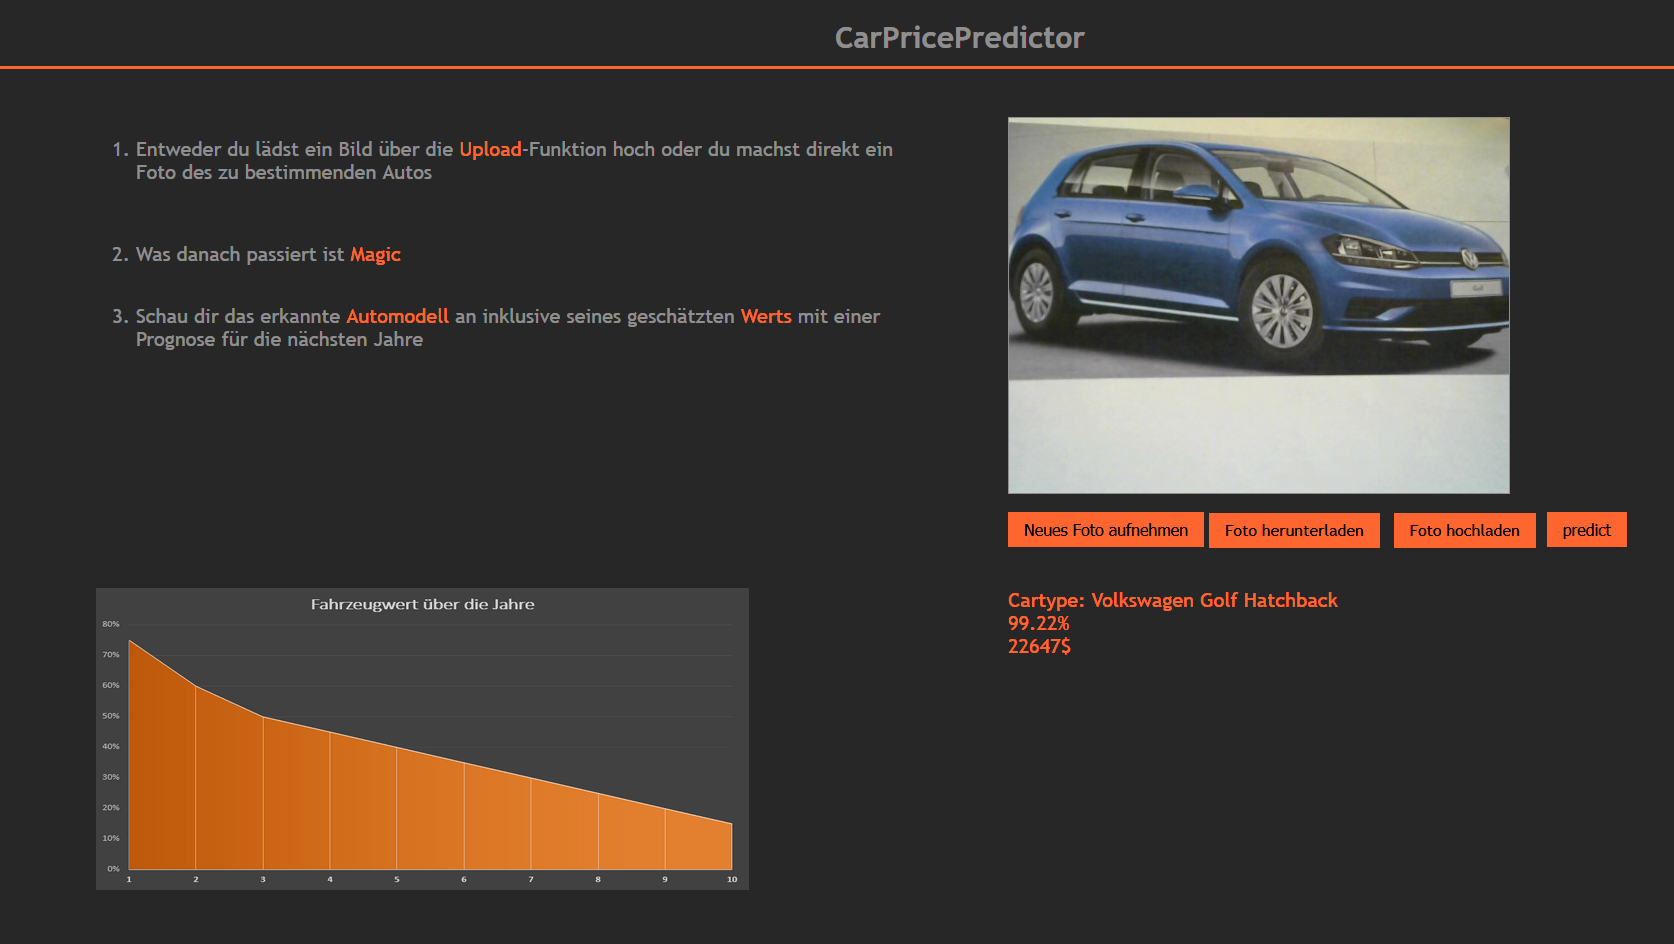 CarPricePredictor
1. Entweder du lädst ein Bild über die Upload-Funktion hoch oder du machst direkt ein
Foto des zu bestimmenden Autos
2. Was danach passiert ist Magic
3. Schau dir das erkannte Automodell an inklusive seines geschätzten Werts mit einer
Prognose für die nächsten Jahre
Golf
Neues Foto aufnehmen
Foto herunterladen
Foto hochladen
predict
Cartype: Volkswagen Golf Hatchback
99.22%
22647$
Fahrzeugwert über die Jahre
80%
70%
60%
50%
40%
30%
20%
10%
0%
1 2 3 4 5 6 7 8 9 10